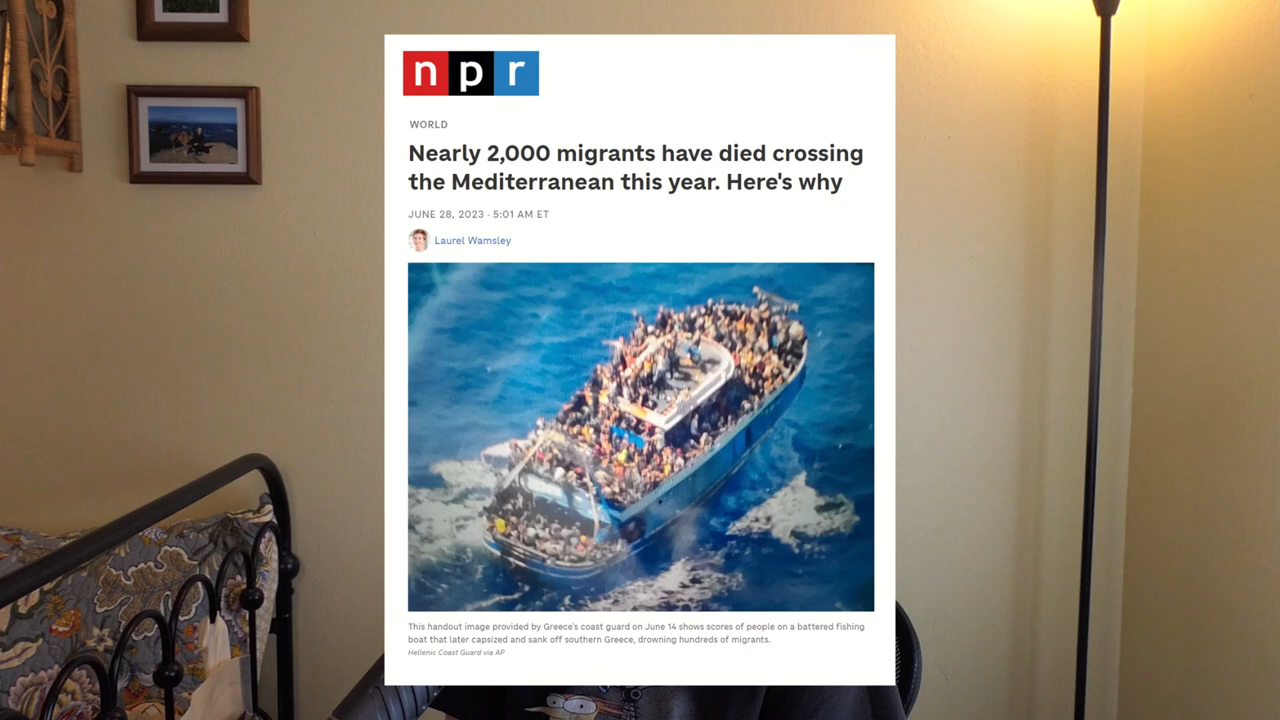 npr
WORLD
Nearly 2,000 migrants have died crossing
the Mediterranean this year. Here's why
JUNE 28, 2023 · 5:01 AM ET
Laurel Wamsley
This handout image provided by Greece's coast guard on June 14 shows scores of people on a battered fishing
boat that later capsized and sank off southern Greece, drowning hundreds of migrants.
Hellenic Coast Guard via AP